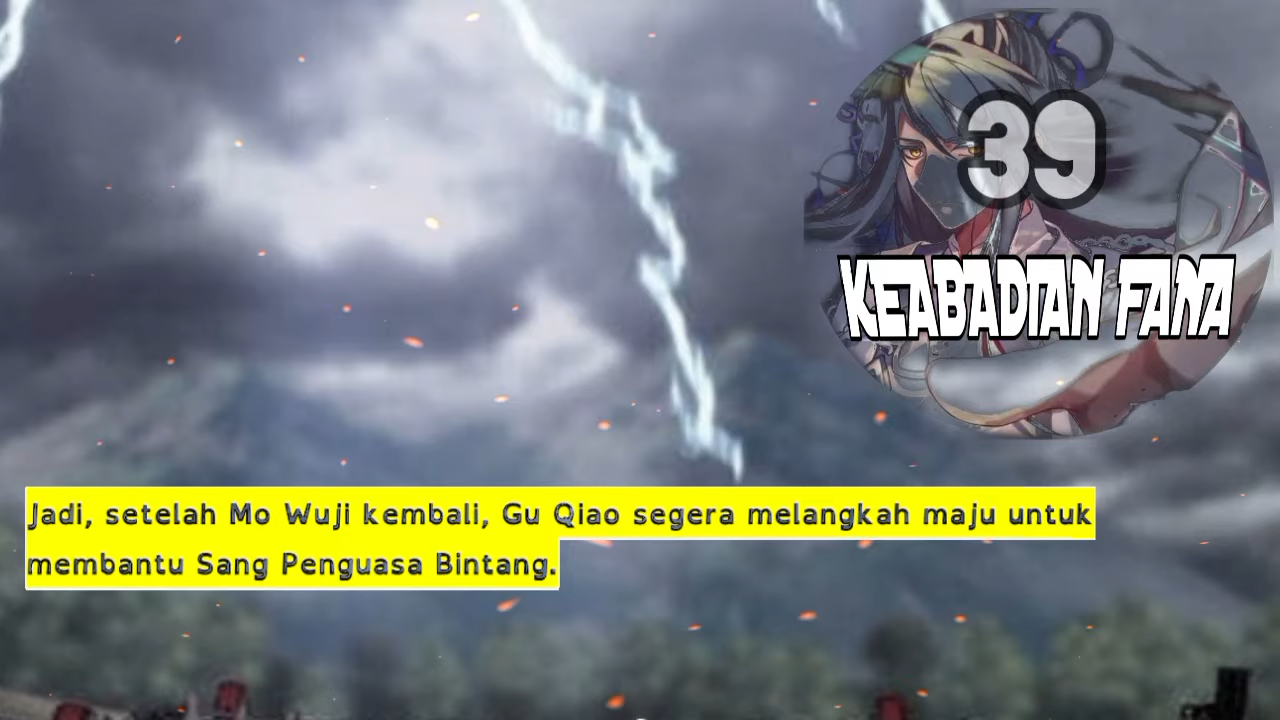 39
KEABADIAN FANA
Jadi, setelah Mo Wuji kembali, Gu Qiao segera melangkah maju untuk
membantu Sang Penguasa Bintang.